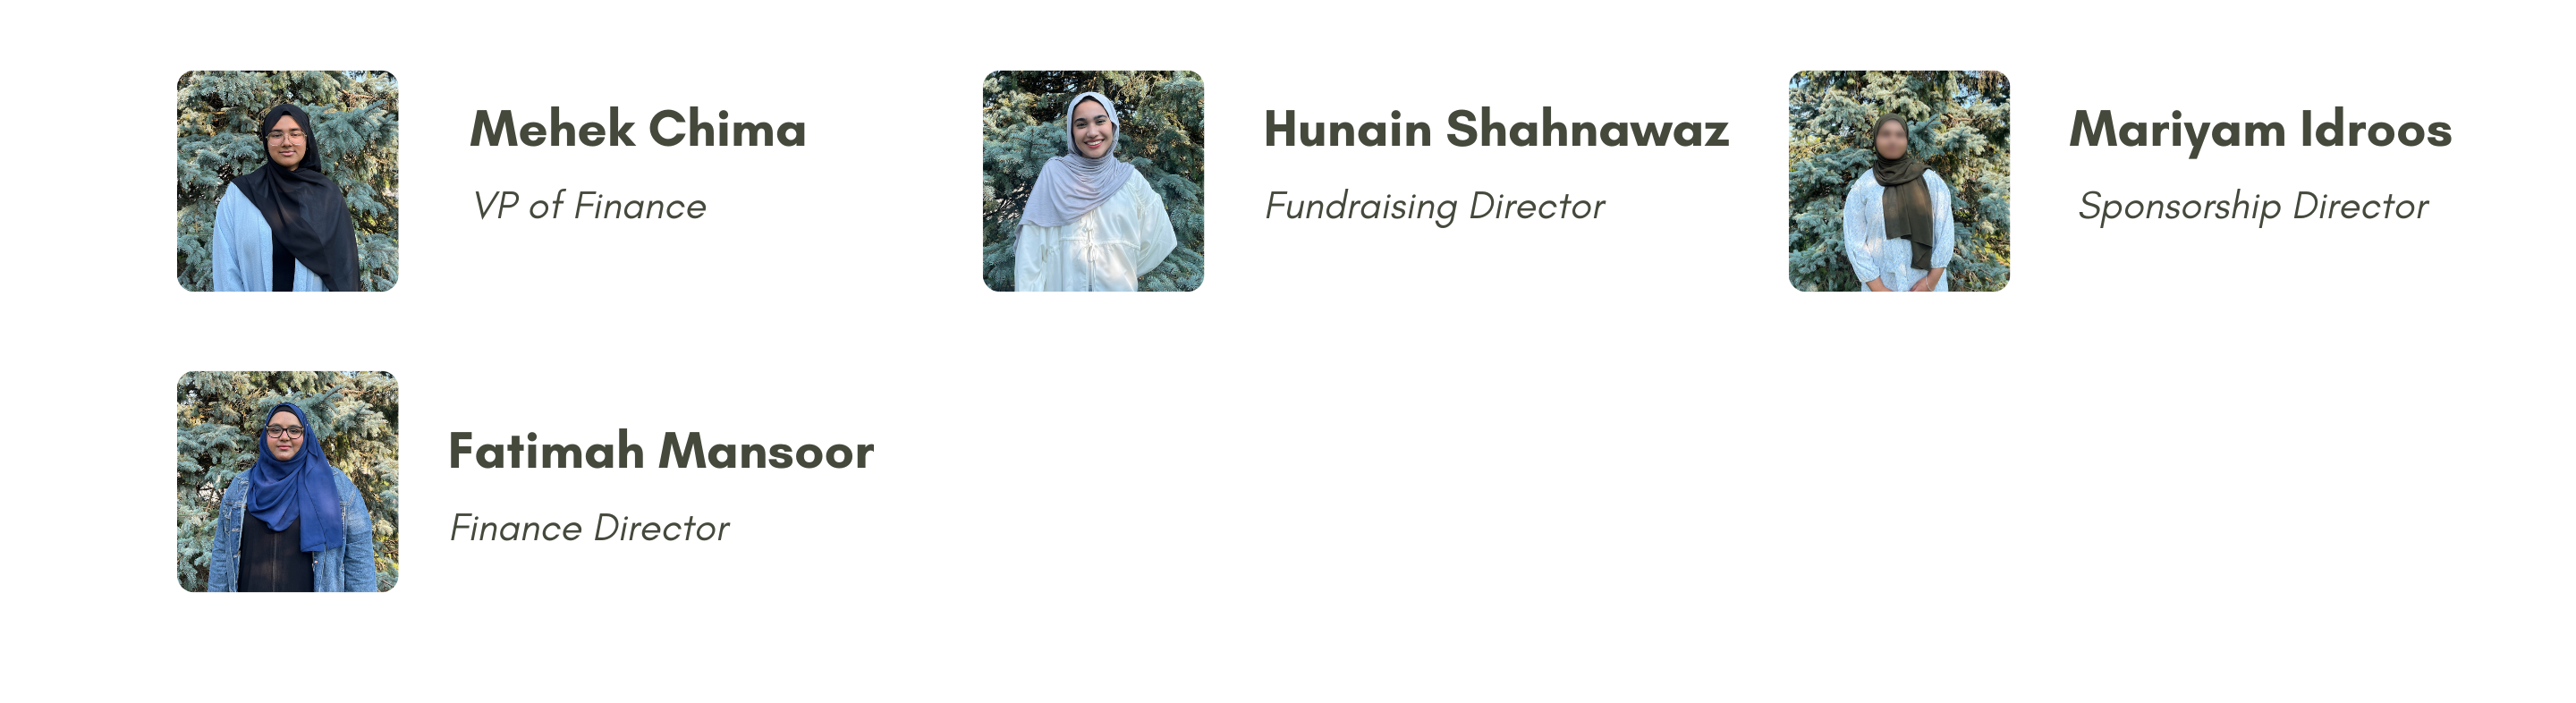 Mehek Chima
VP of Finance
Hunain Shahnawaz
Fundraising Director
Mariyam Idroos
Sponsorship Director
Fatimah Mansoor
Finance Director